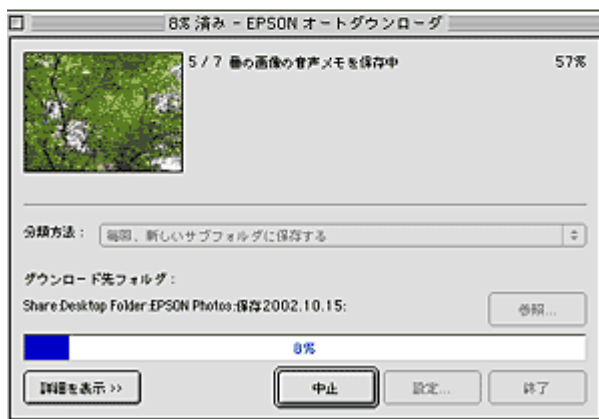 8% 済み - EPSON オートダウンローダ
5 / 7 番の画像の音声メモを保存中 57%
分類方法： 毎回、新しいサブフォルダに保存する
ダウンロード先フォルダ：
Share:Desktop Folder:EPSON Photos:保存2002.10.15:
参照...
8%
詳細を表示 >> 中止 設定... 終了